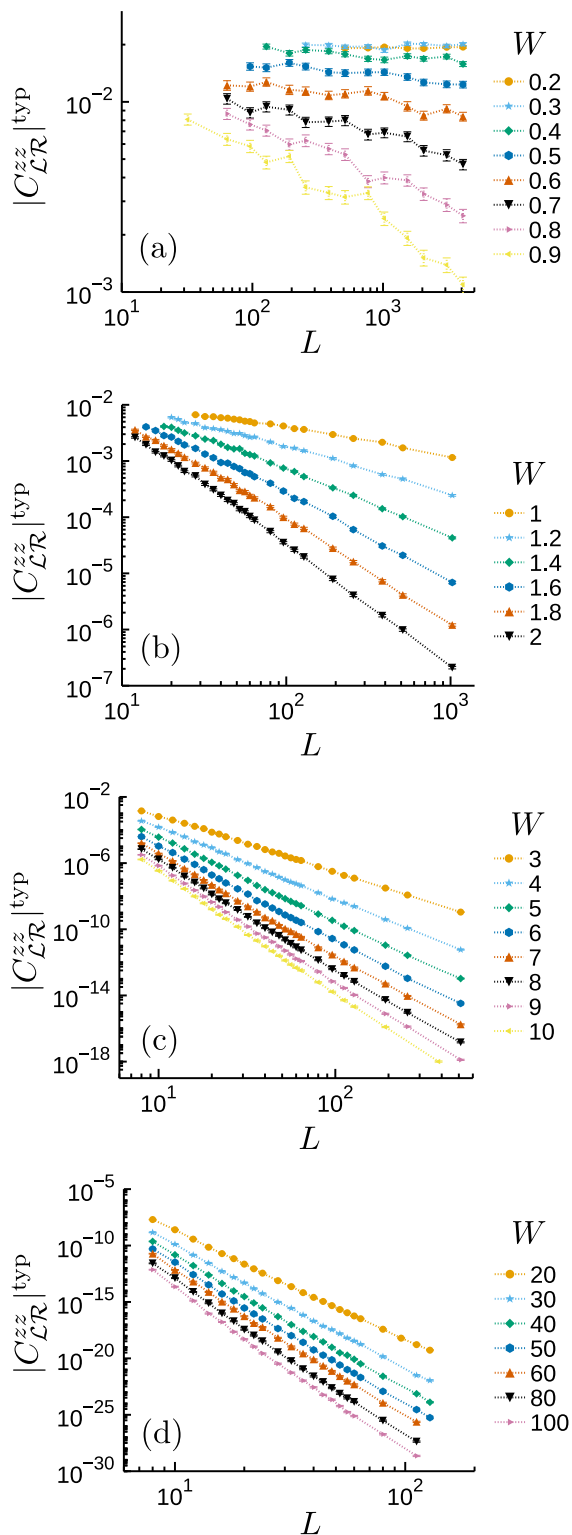 |C^{zz}_{\mathcal{LR}}|^{typ}
10^{-2}
10^{-3}
(a)
10^1 10^2 10^3
L
W
0.2
0.3
0.4
0.5
0.6
0.7
0.8
0.9
|C^{zz}_{\mathcal{LR}}|^{typ}
10^{-2}
10^{-3}
10^{-4}
10^{-5}
10^{-6}
10^{-7}
(b)
10^1 10^2 10^3
L
W
1
1.2
1.4
1.6
1.8
2
|C^{zz}_{\mathcal{LR}}|^{typ}
10^{-2}
10^{-6}
10^{-10}
10^{-14}
10^{-18}
(c)
10^1 10^2
L
W
3
4
5
6
7
8
9
10
|C^{zz}_{\mathcal{LR}}|^{typ}
10^{-5}
10^{-10}
10^{-15}
10^{-20}
10^{-25}
10^{-30}
(d)
10^1 10^2
L
W
20
30
40
50
60
80
100